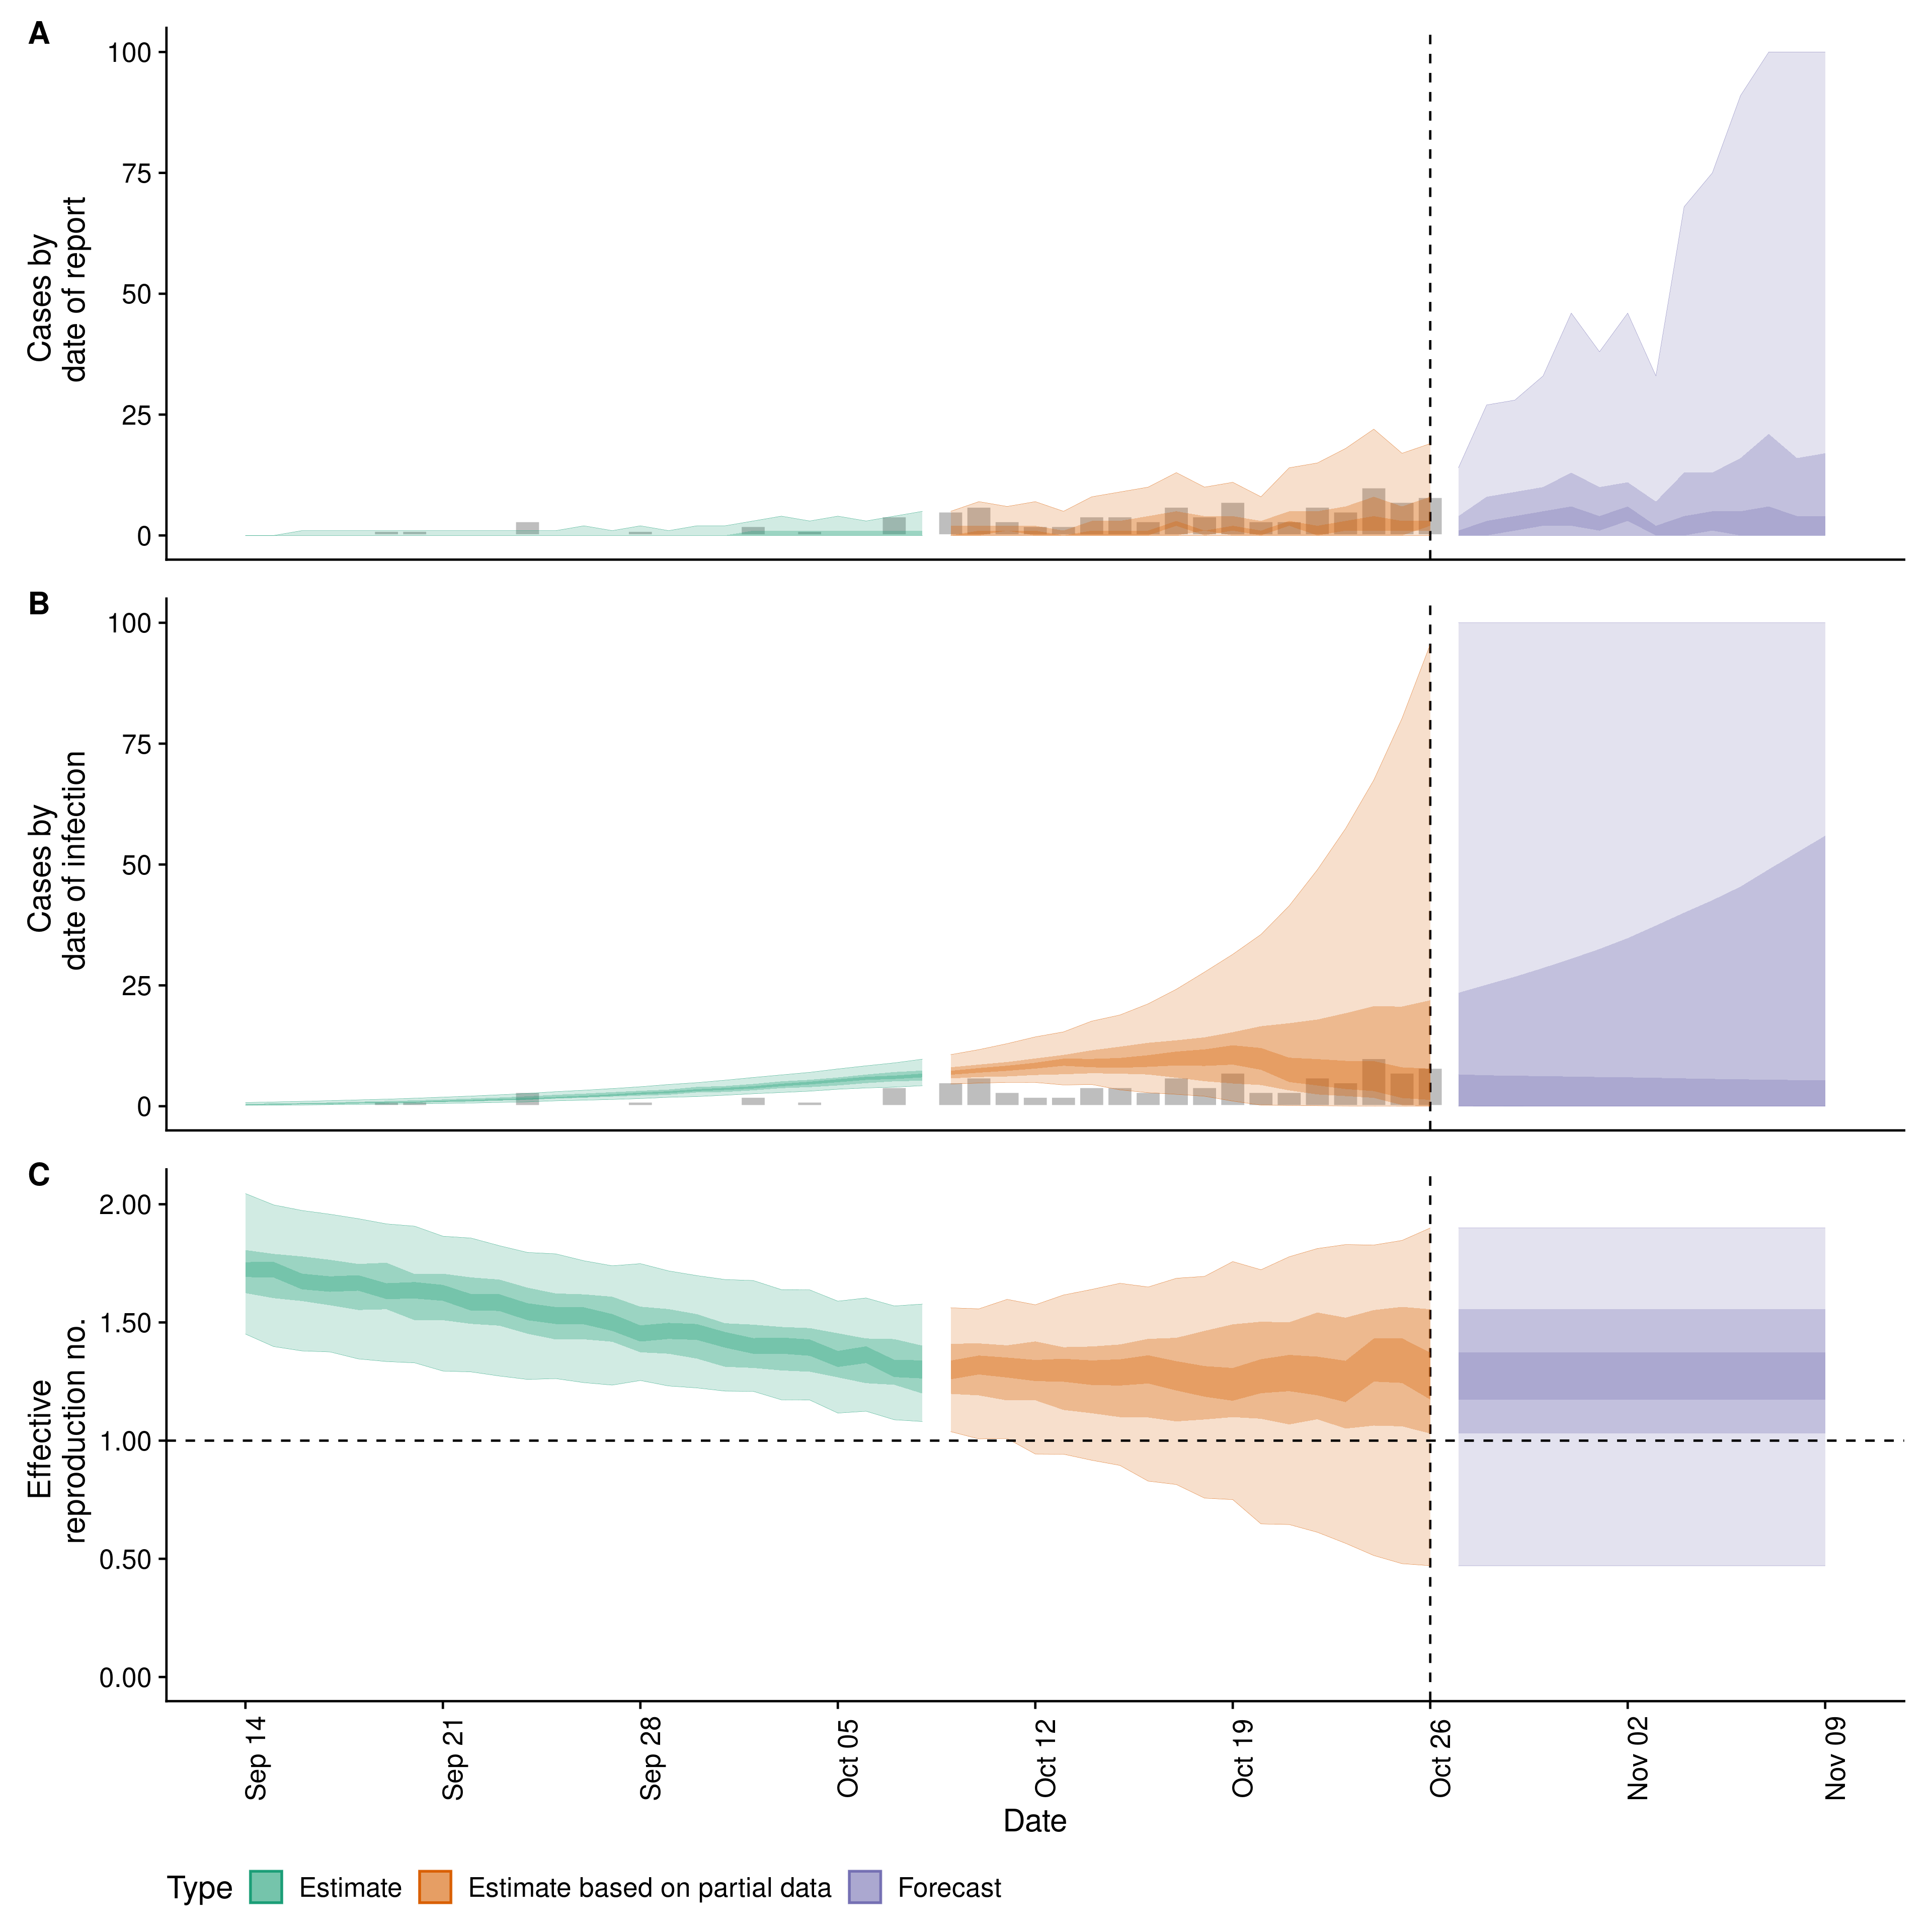 A
100
75
50
25
0
Cases by
date of report
B
100
75
50
25
0
Cases by
date of infection
C
2.00
1.50
1.00
0.50
0.00
Effective
reproduction no.
Sep 14
Sep 21
Sep 28
Oct 05
Oct 12
Oct 19
Oct 26
Nov 02
Nov 09
Date
Type Estimate Estimate based on partial data Forecast